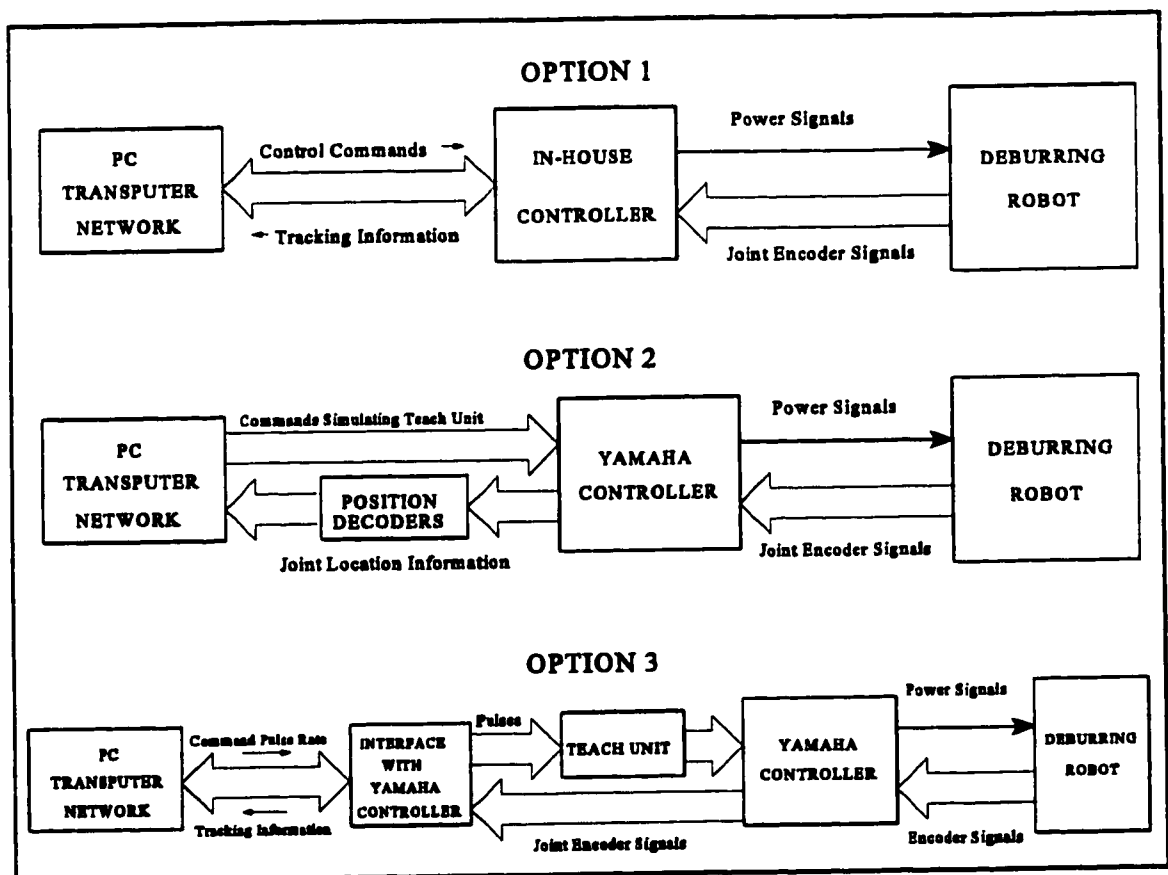 OPTION 1
PC
TRANSPUTER
NETWORK
Control Commands
Tracking Information
IN-HOUSE
CONTROLLER
Power Signals
Joint Encoder Signals
DEBURRING
ROBOT
OPTION 2
PC
TRANSPUTER
NETWORK
Commands Simulating Teach Unit
POSITION
DECODERS
Joint Location Information
YAMAHA
CONTROLLER
Power Signals
Joint Encoder Signals
DEBURRING
ROBOT
OPTION 3
PC
TRANSPUTER
NETWORK
Command Pulse Rate
Tracking Information
INTERFACE
WITH
YAMAHA
CONTROLLER
Pulses
TEACH UNIT
Joint Encoder Signals
YAMAHA
CONTROLLER
Power Signals
Encoder Signals
DEBURRING
ROBOT